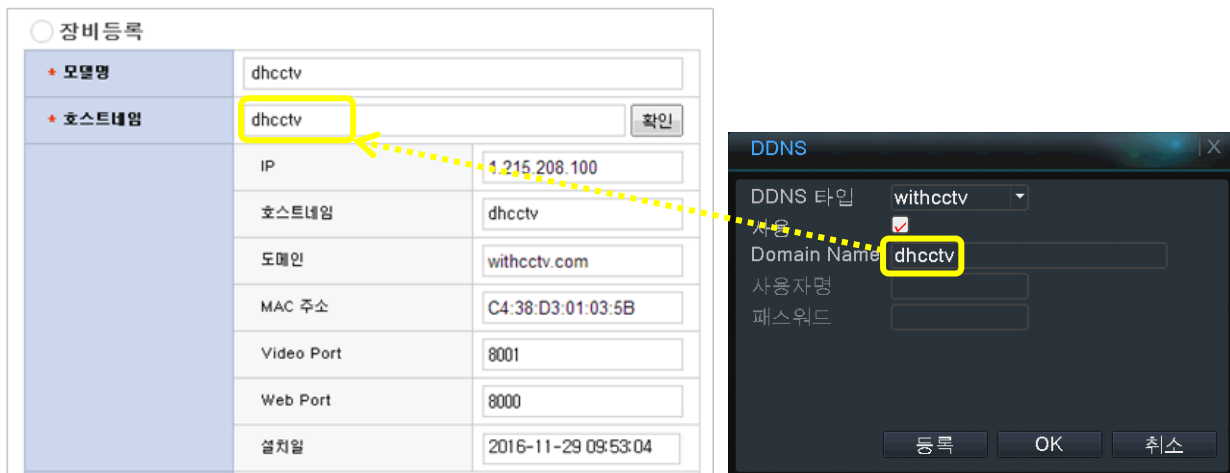 장비등록
* 모델명 dhcctv
* 호스트네임 dhcctv 확인
IP 1.215.208.100
호스트네임 dhcctv
도메인 withcctv.com
MAC 주소 C4:38:D3:01:03:5B
Video Port 8001
Web Port 8000
설치일 2016-11-29 09:53:04
DDNS X
DDNS 타입 withcctv
사용
Domain Name dhcctv
사용자명
패스워드
등록 OK 취소